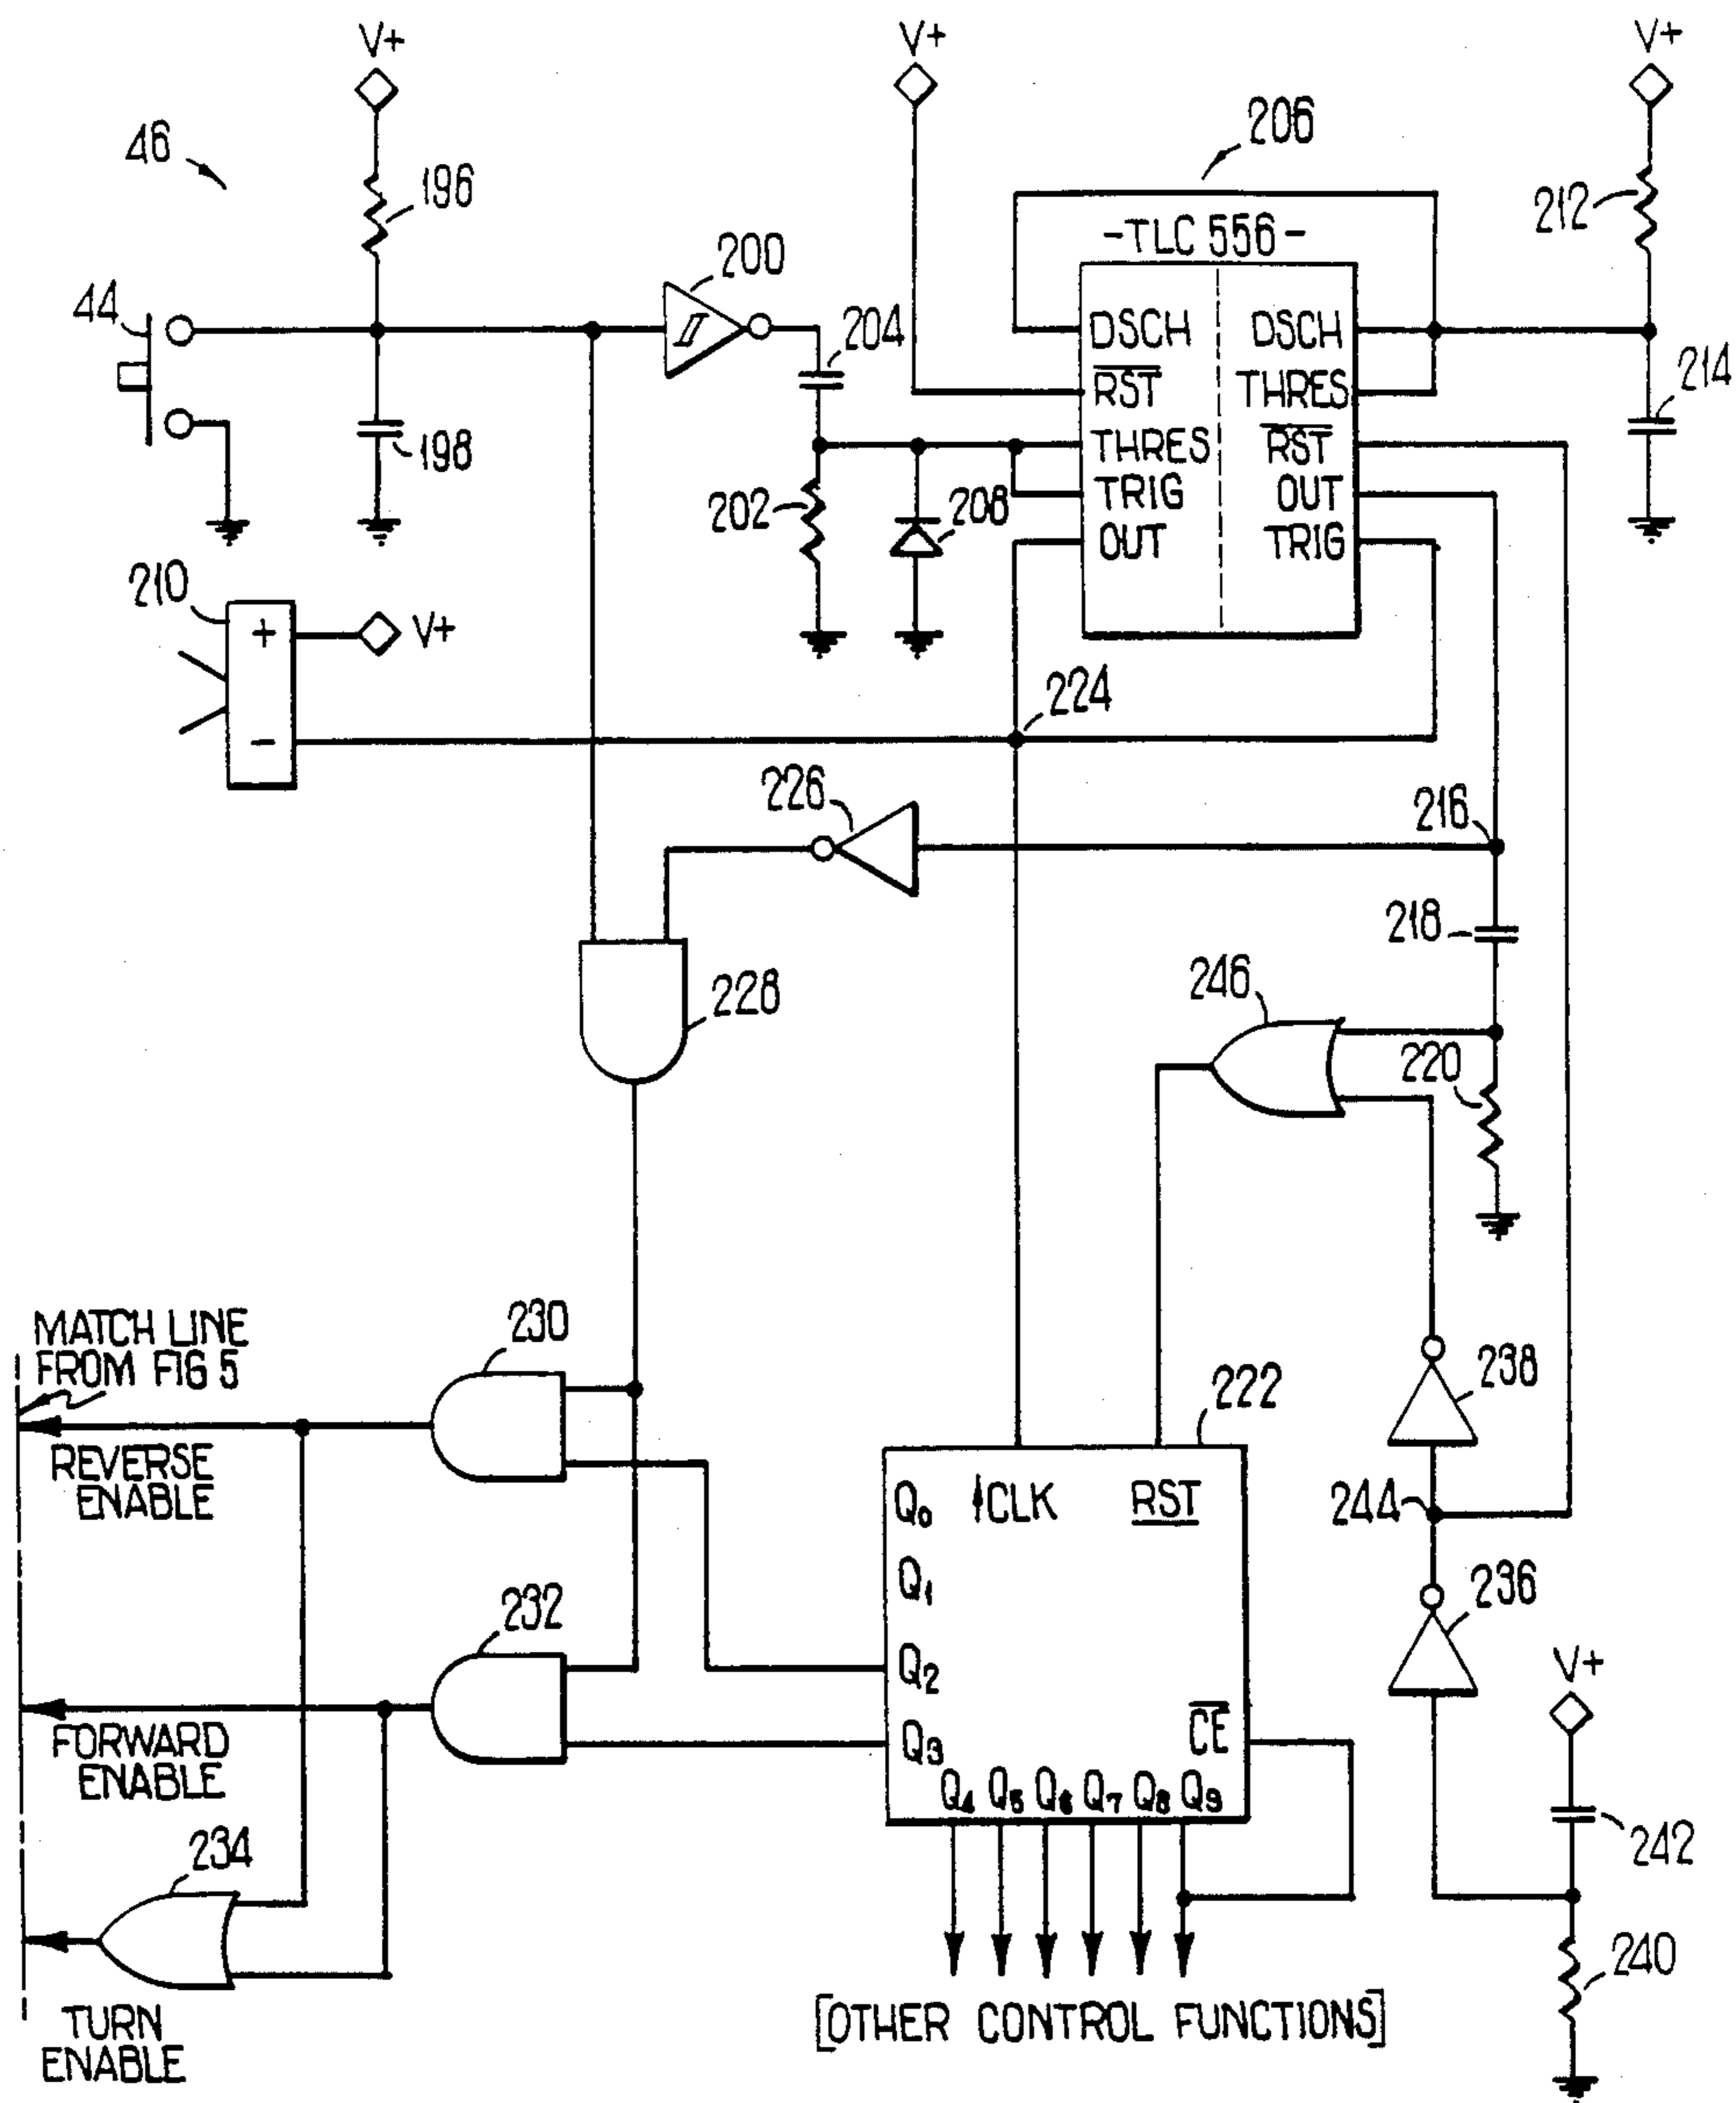 V+
V+
V+
46
206
196
212
-TLC 556-
200
44
204
DSCH
DSCH
RST
THRES
214
198
THRES
RST
202
208
TRIG
OUT
OUT
TRIG
210
+
V+
-
224
226
216
218
228
246
220
MATCH LINE
FROM FIG 5
230
238
222
REVERSE
ENABLE
Q0
CLK
RST
244
Q1
232
236
Q2
V+
FORWARD
ENABLE
Q3
CE
Q4 Q5 Q6 Q7 Q8 Q9
234
242
240
TURN
ENABLE
[OTHER CONTROL FUNCTIONS]